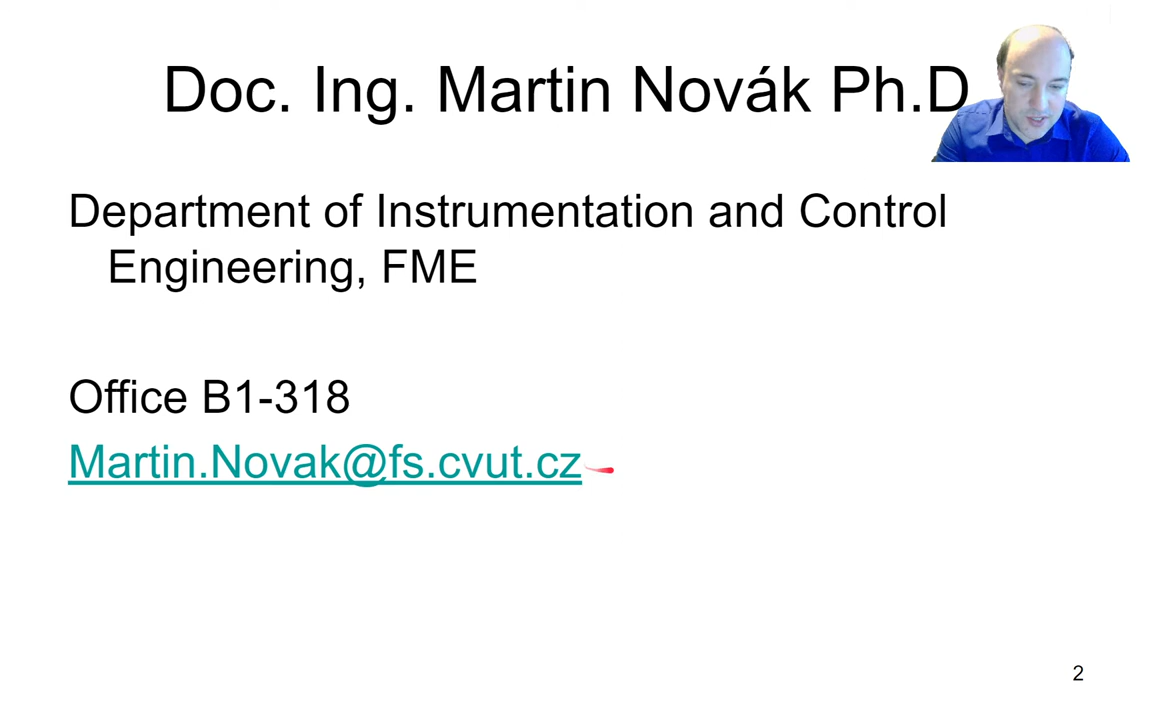 Doc. Ing. Martin Novák Ph.D
Department of Instrumentation and Control
Engineering, FME
Office B1-318
Martin.Novak@fs.cvut.cz
2